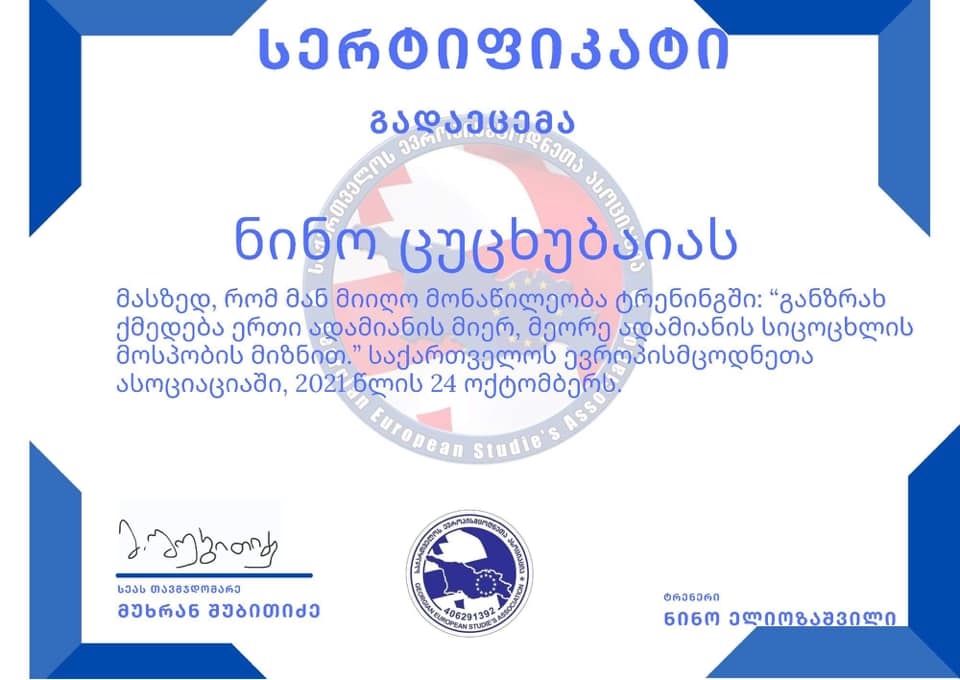 სერტიფიკატი
გადაეცემა
საქართველოს ევროპისმცოდნეთა ასოციაცია
ნინო ცუცხუბაიას
მასზედ, რომ მან მიიღო მონაწილეობა ტრენინგში: “განზრახ
ქმედება ერთი ადამიანის მიერ, მეორე ადამიანის სიცოცხლის
მოსპობის მიზნით.” საქართველოს ევროპისმცოდნეთა
ასოციაციაში, 2021 წლის 24 ოქტომბერს.
European Studie's Association
მ. შუბითიძე
სეას თავმჯდომარე
მუხრან შუბითიძე
საქართველოს ევროპისმცოდნეთა ასოციაცია
406291392
GEORGIAN EUROPEAN STUDIE'S ASSOCIATION
ტრენერი
ნინო ელიოზაშვილი